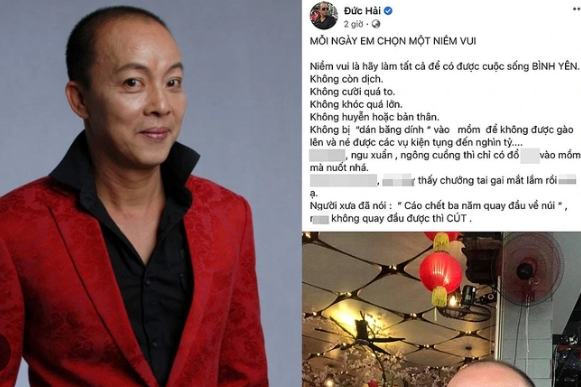 Đức Hải
2 giờ ·
MỖI NGÀY EM CHỌN MỘT NIỀM VUI
Niềm vui là hãy làm tất cả để có được cuộc sống BÌNH YÊN.
Không còn dịch.
Không cười quá to.
Không khóc quá lớn.
Không huyễn hoặc bản thân.
Không bị “dán băng dính “ vào mồm để không được gào
lên và né được các vụ kiện tụng đến nghìn tỷ....
, ngu xuẩn, ngông cuồng thì chỉ có đổ vào mồm
mà nuốt nhá.
, thấy chướng tai gai mắt lắm rồi
ạ.
Người xưa đã nói : “ Cáo chết ba năm quay đầu về núi “ ,
không quay đầu được thì CÚT .